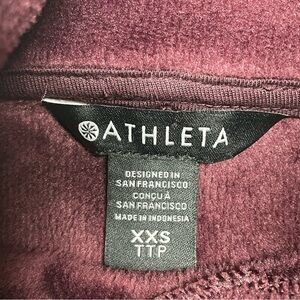 ATHLETA
DESIGNED IN
SAN FRANCISCO
CONÇU À
SAN FRANCISCO
MADE IN INDONESIA
XXS
TTP